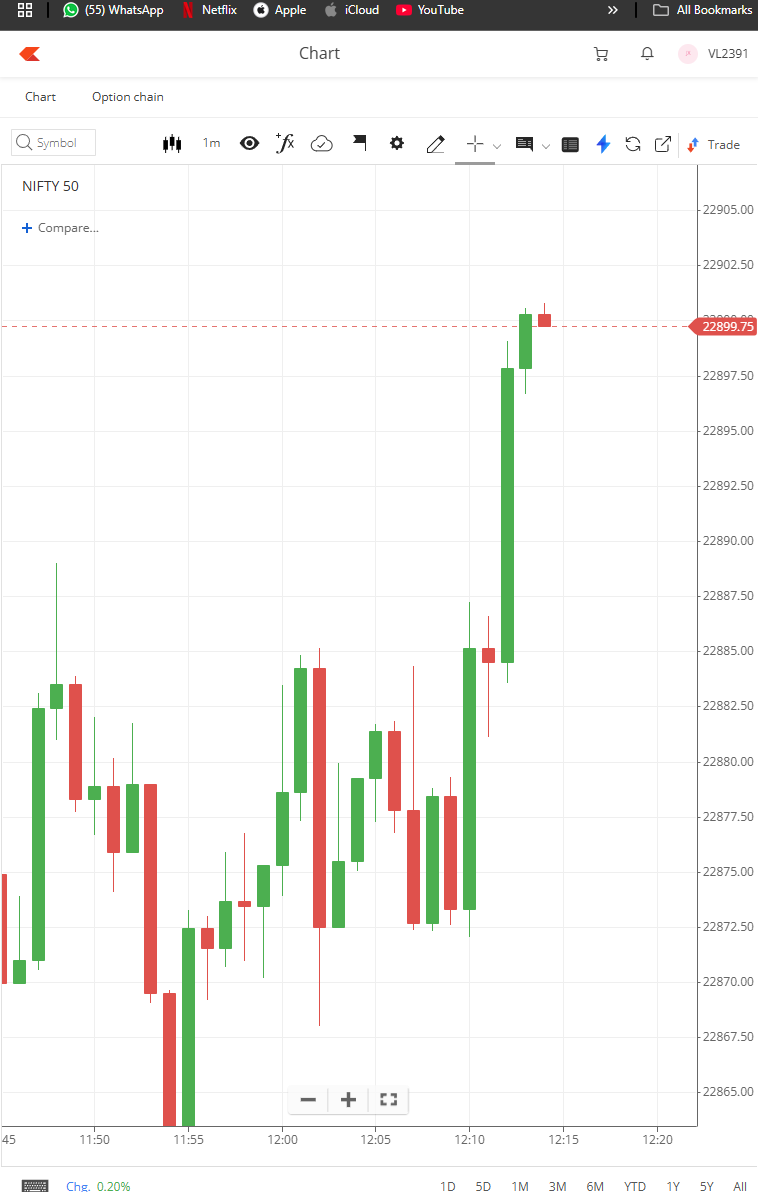 (55) WhatsApp Netflix Apple iCloud YouTube » All Bookmarks
Chart VL2391
Chart Option chain
Symbol 1m fx Trade
NIFTY 50
+ Compare...
22905.00
22902.50
22899.75
22897.50
22895.00
22892.50
22890.00
22887.50
22885.00
22882.50
22880.00
22877.50
22875.00
22872.50
22870.00
22867.50
22865.00
45 11:50 11:55 12:00 12:05 12:10 12:15 12:20
Chg. 0.20% 1D 5D 1M 3M 6M YTD 1Y 5Y All